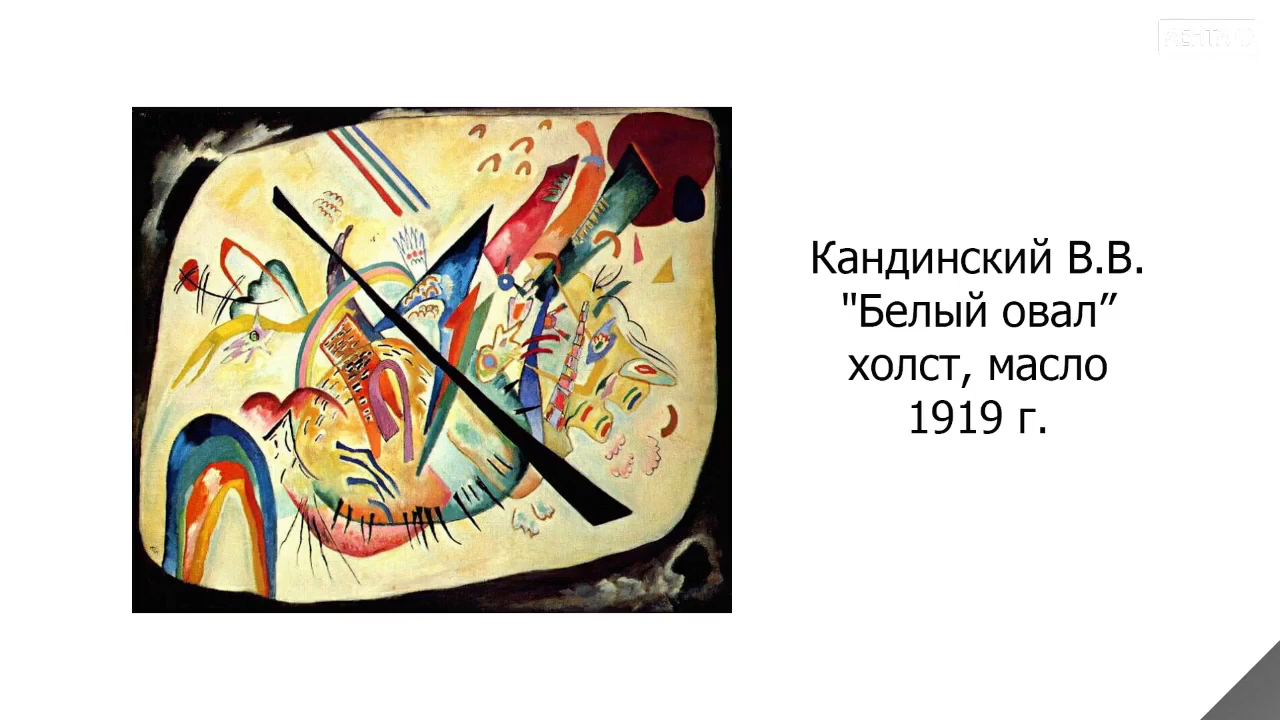 Кандинский В.В.
"Белый овал”
холст, масло
1919 г.